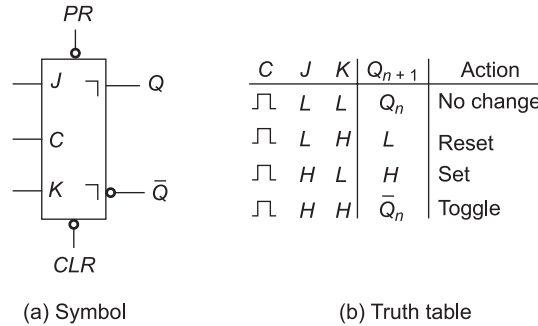 PR
J Q
C
K Q̄
CLR
(a) Symbol
C J K Qn + 1 Action
L L Qn No change
L H L Reset
H L H Set
H H Q̄n Toggle
(b) Truth table